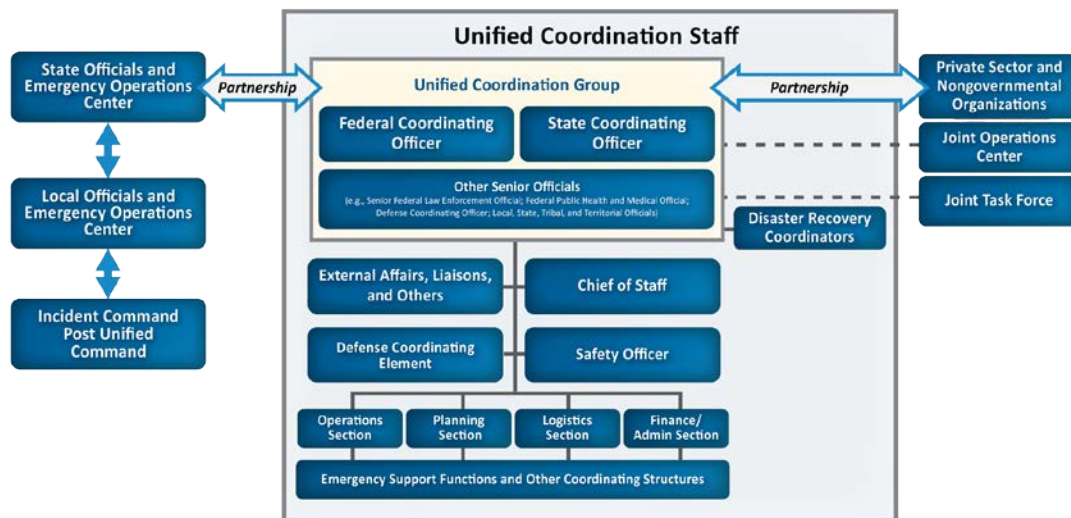 Unified Coordination Staff
State Officials and
Emergency Operations
Center
Partnership
Unified Coordination Group
Partnership
Private Sector and
Nongovernmental
Organizations
Federal Coordinating
Officer
State Coordinating
Officer
Joint Operations
Center
Local Officials and
Emergency Operations
Center
Other Senior Officials
(e.g., Senior Federal Law Enforcement Official; Federal Public Health and Medical Official;
Defense Coordinating Officer; Local, State, Tribal, and Territorial Officials)
Joint Task Force
Disaster Recovery
Coordinators
External Affairs, Liaisons,
and Others
Chief of Staff
Incident Command
Post Unified
Command
Defense Coordinating
Element
Safety Officer
Operations
Section
Planning
Section
Logistics
Section
Finance/
Admin Section
Emergency Support Functions and Other Coordinating Structures